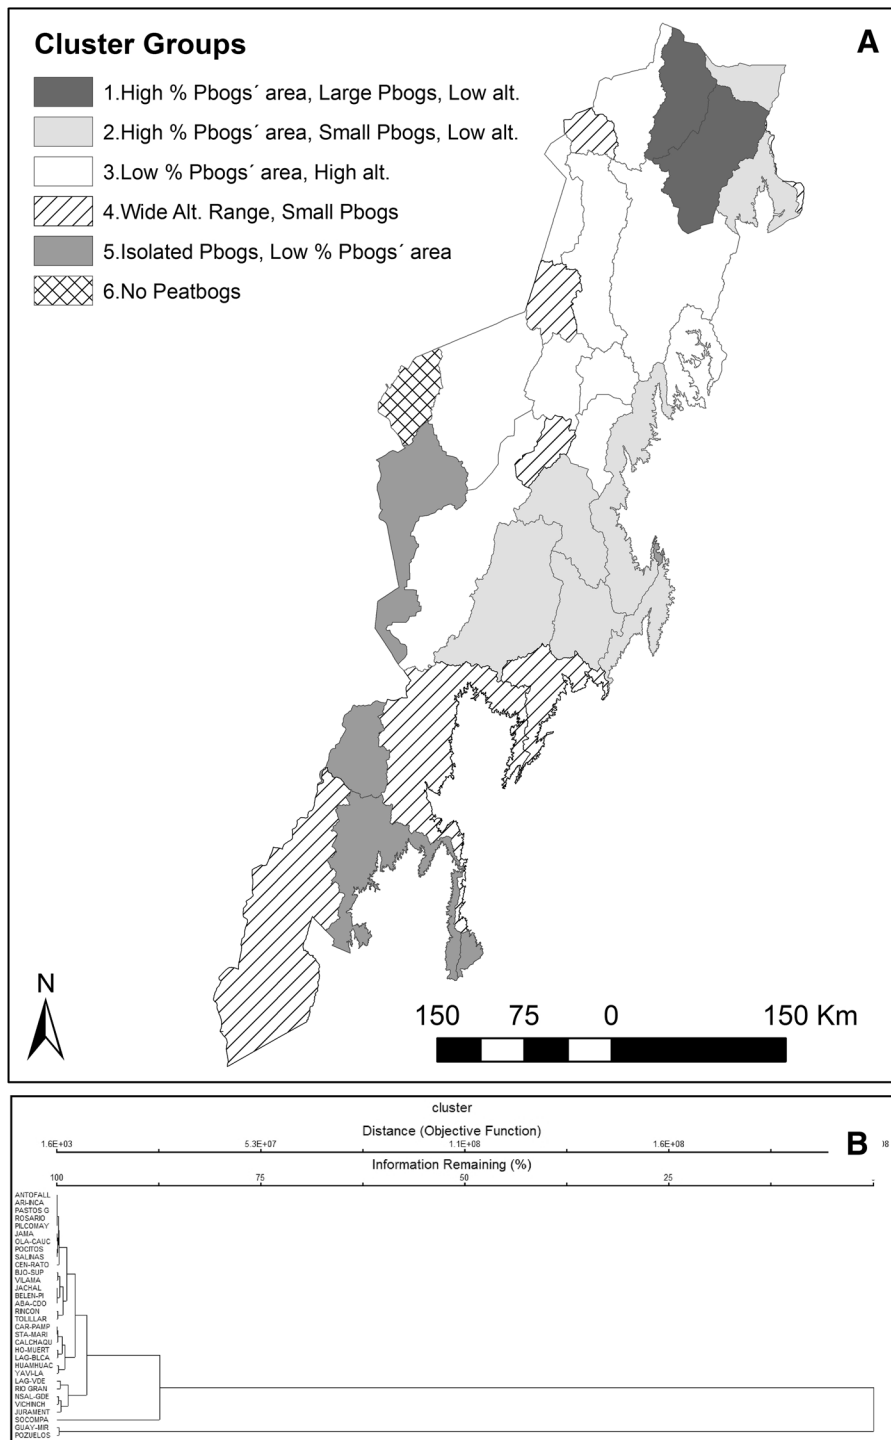 Cluster Groups
A
1.High % Pbogs´ area, Large Pbogs, Low alt.
2.High % Pbogs´ area, Small Pbogs, Low alt.
3.Low % Pbogs´ area, High alt.
4.Wide Alt. Range, Small Pbogs
5.Isolated Pbogs, Low % Pbogs´ area
6.No Peatbogs
N
150 75 0 150 Km
cluster
Distance (Objective Function)
B
1.6E+03 5.3E+07 1.1E+08 1.6E+08
Information Remaining (%)
100 75 50 25
ANTOFALL
ARI-INCA
PASTOS G
ROSARIO
PILCOMAY
JAMA
OLA-CAUC
POCITOS
SALINAS
CEN-RATO
BJO-SUP
VILAMA
JACHAL
BELEN-PI
ABA-CDO
RINCON
TOLILLAR
CAR-PAMP
STA-MARI
CALCHAQU
HO-MUERT
LAG-BLCA
HUAMHUAC
YAVI-LA
LAG-VDE
RIO GRAN
NSAL-GDE
VICHINCH
JURAMENT
SOCOMPA
GUAY-MIR
POZUELOS